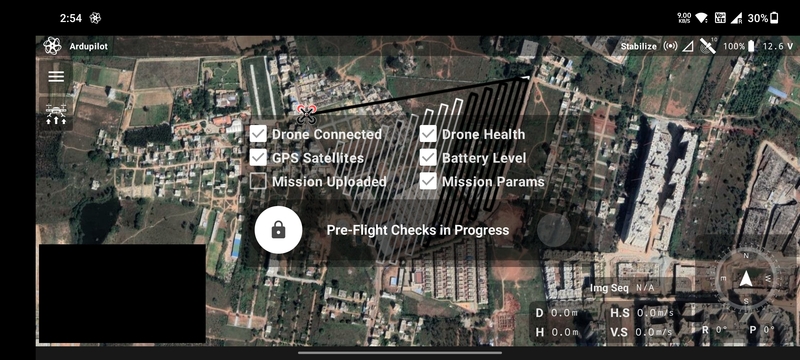 2:54
9.00 KB/S
30%
Ardupilot
Stabilize
10
100%
12.6 V
Drone Connected
Drone Health
GPS Satellites
Battery Level
Mission Uploaded
Mission Params
Pre-Flight Checks in Progress
Img Seq N/A
D 0.0m
H.S 0.0m/s
H 0.0m
V.S 0.0m/s
R 0°
P 0°
N
E
W
S